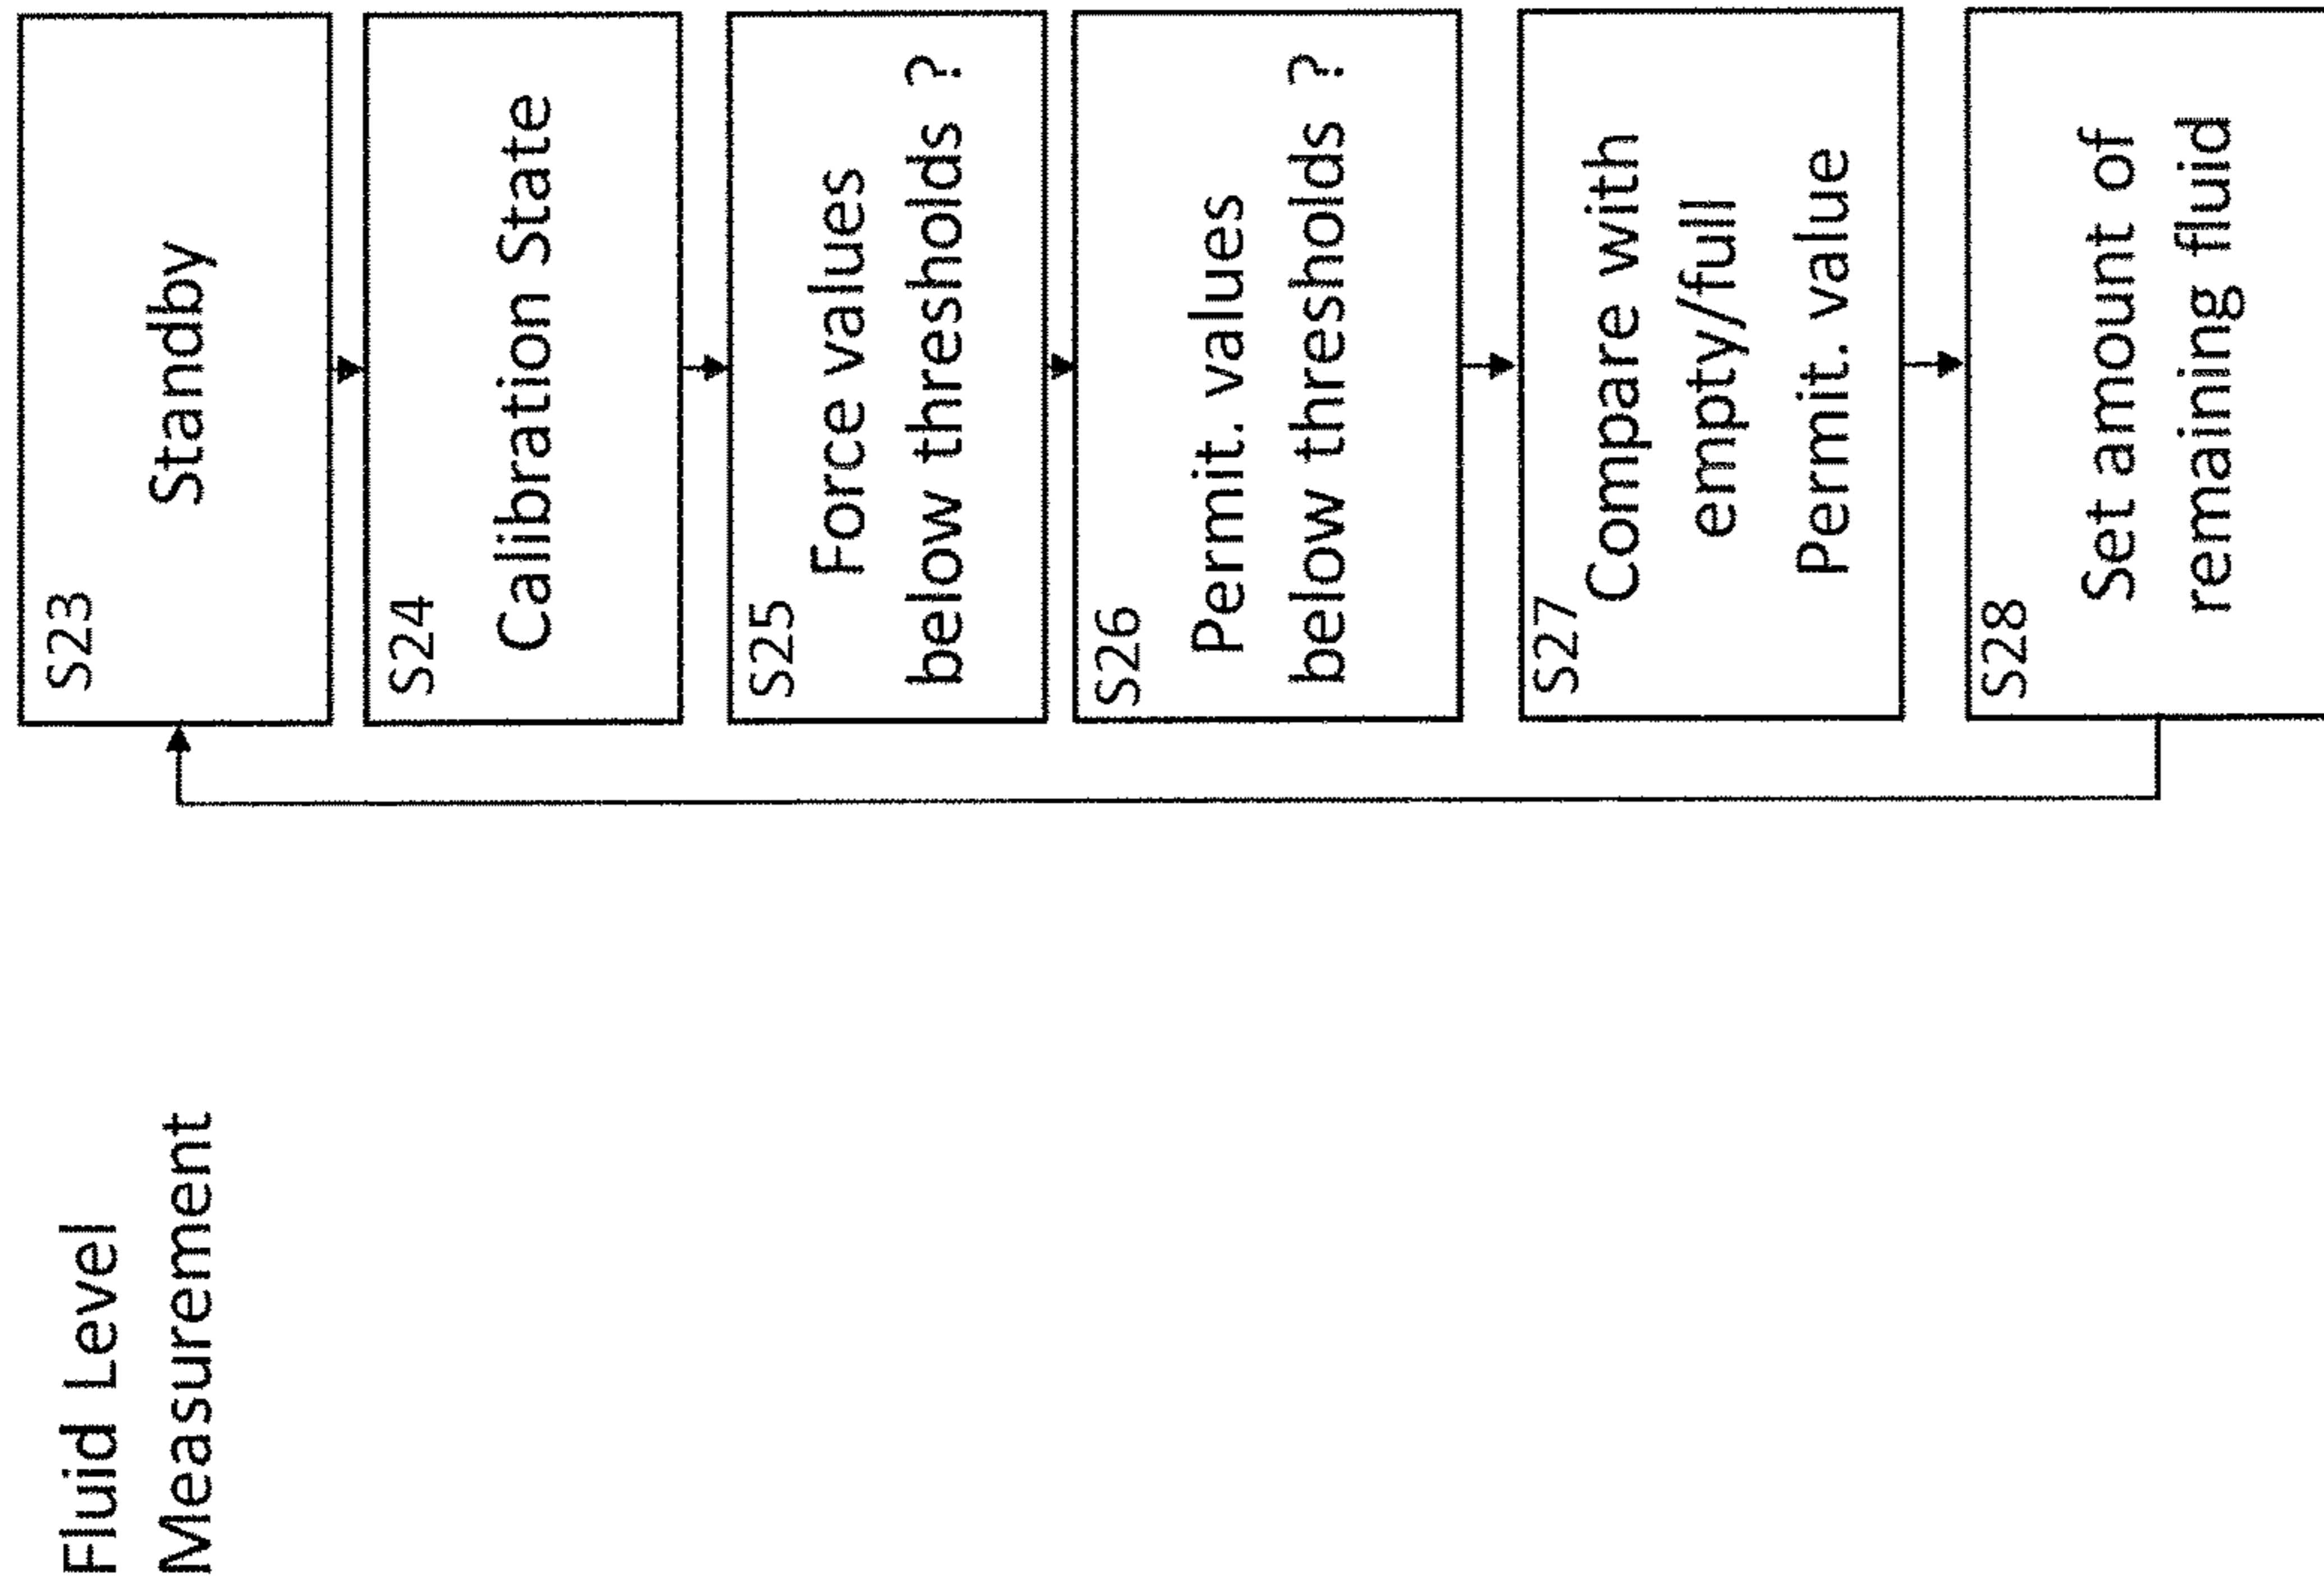 Fluid Level
Measurement
S23
Standby
S24
Calibration State
S25
Force values
below thresholds ?
S26
Permit. values
below thresholds ?
S27
Compare with
empty/full
Permit. value
S28
Set amount of
remaining fluid